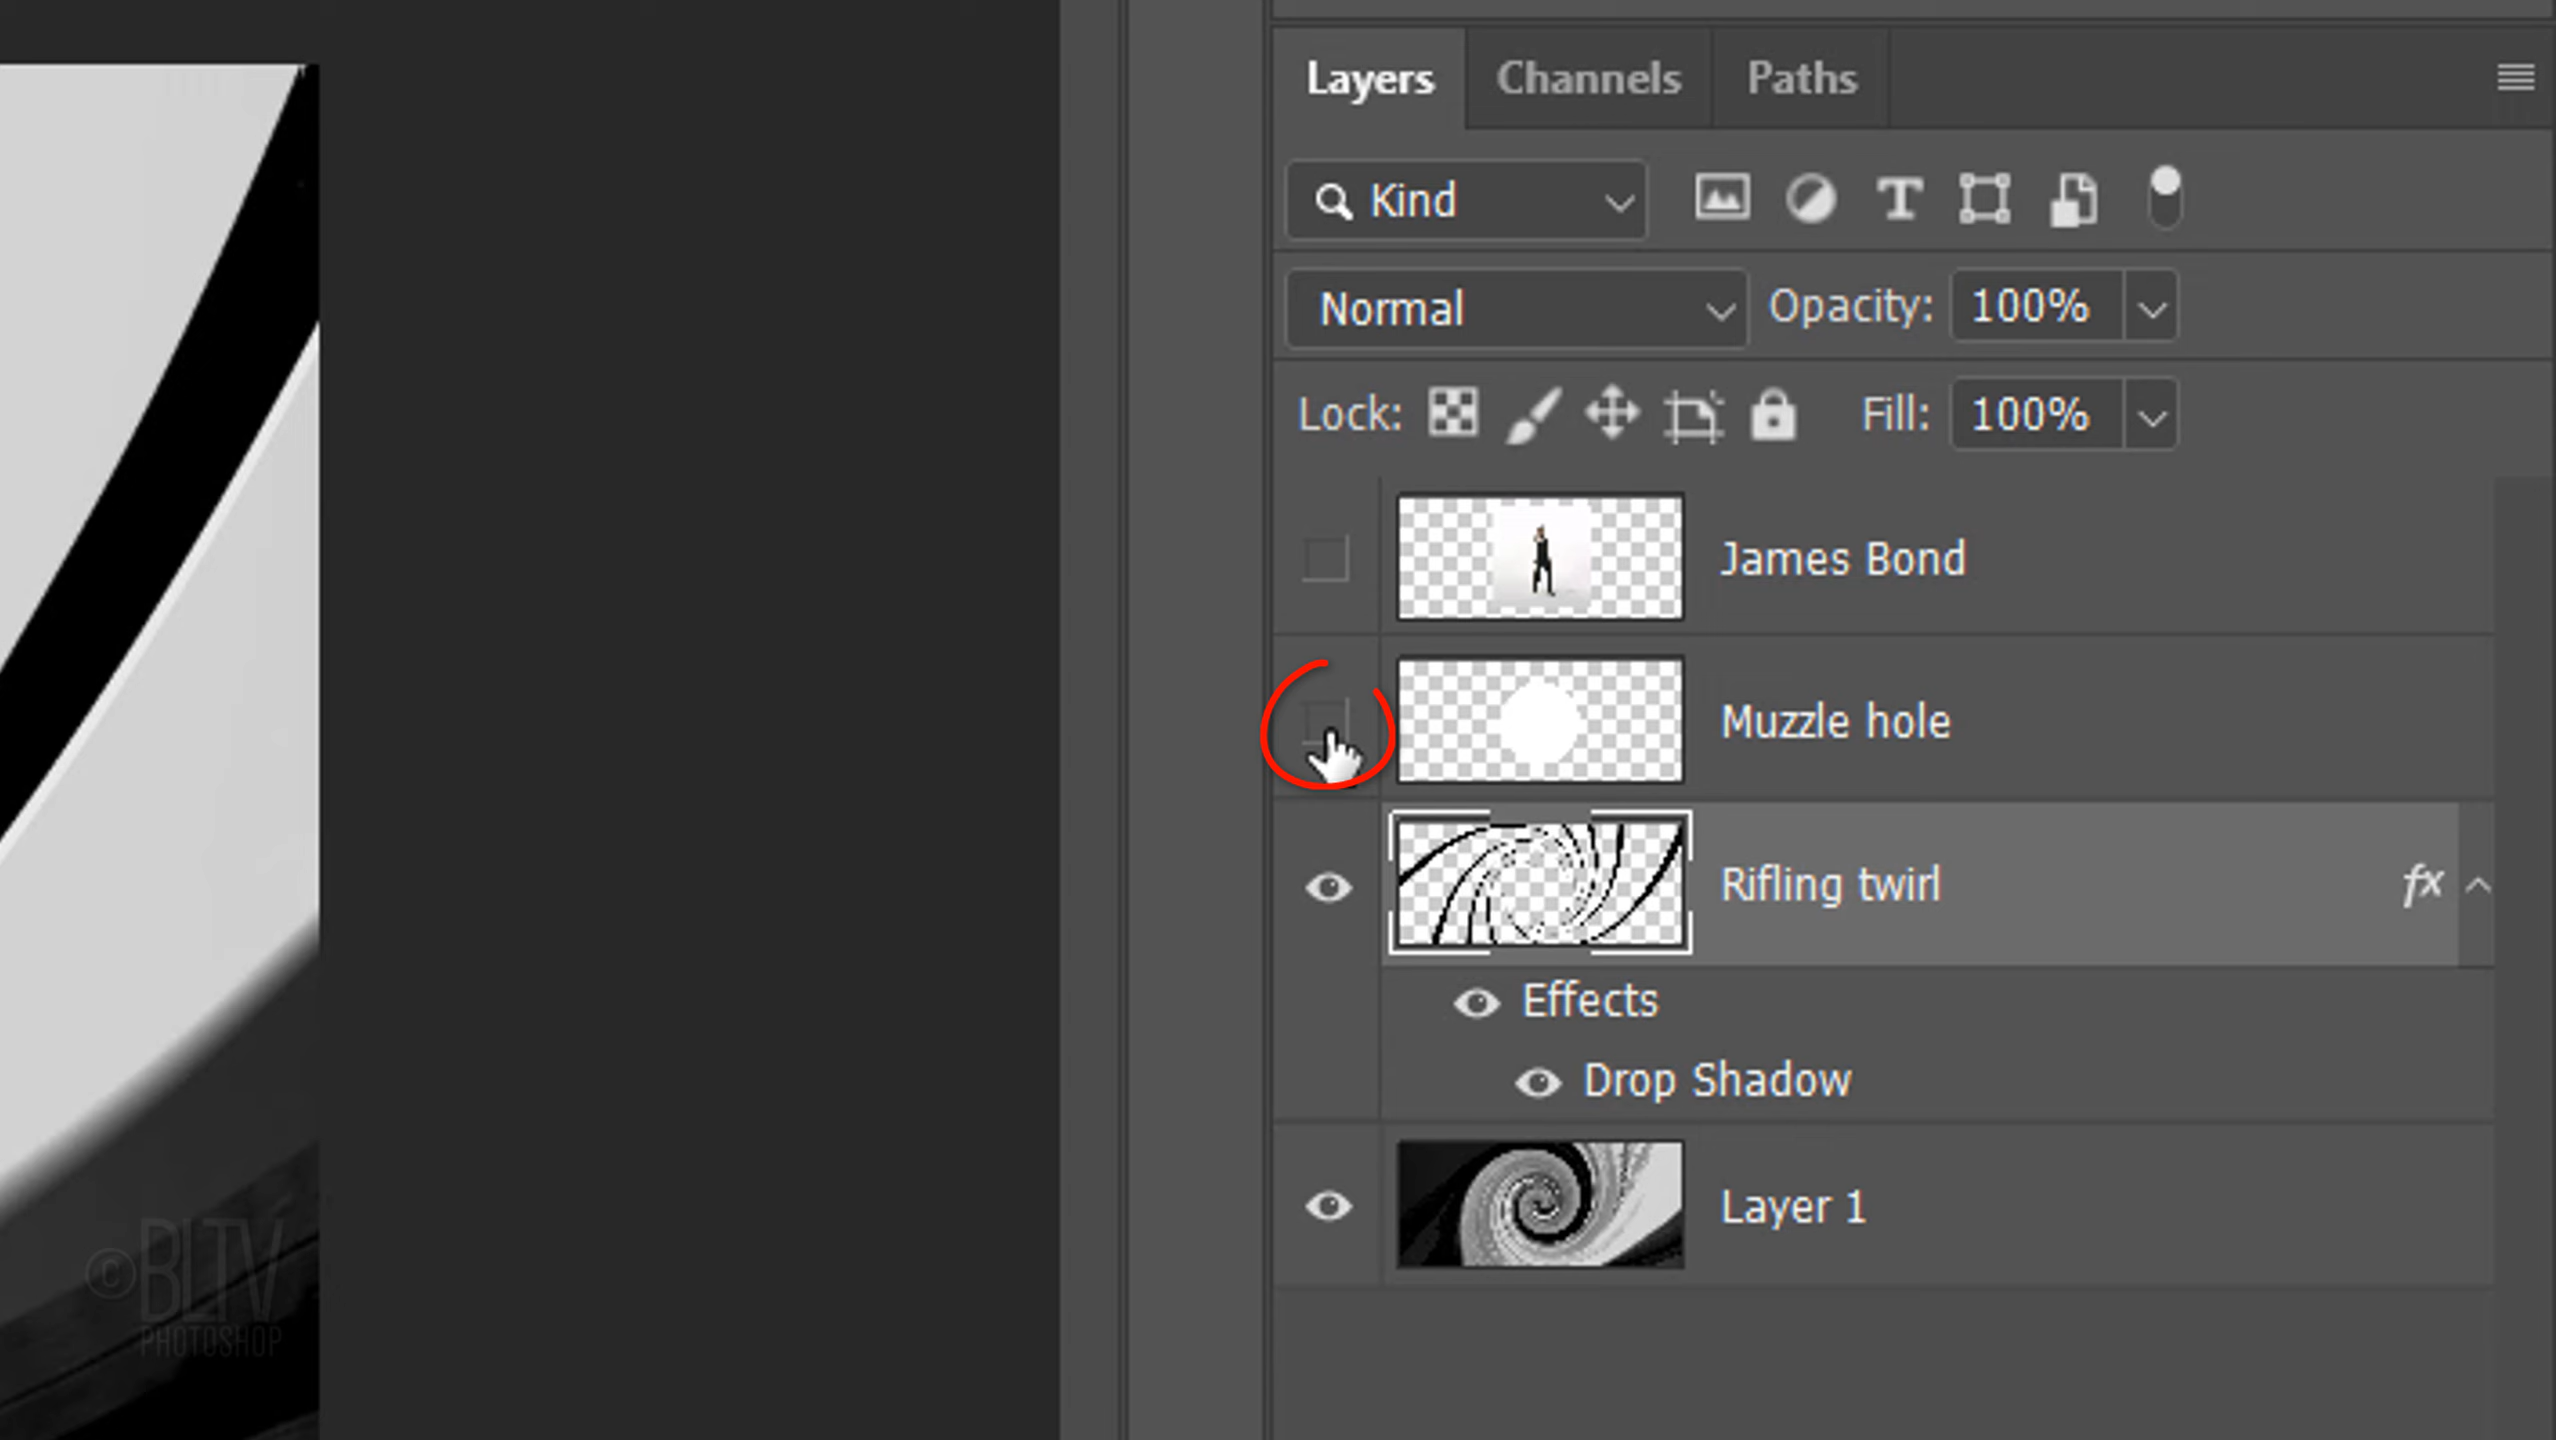 Layers Channels Paths
Kind
Normal Opacity: 100%
Lock: Fill: 100%
James Bond
Muzzle hole
Rifling twirl fx
Effects
Drop Shadow
Layer 1
© BLTV
PHOTOSHOP